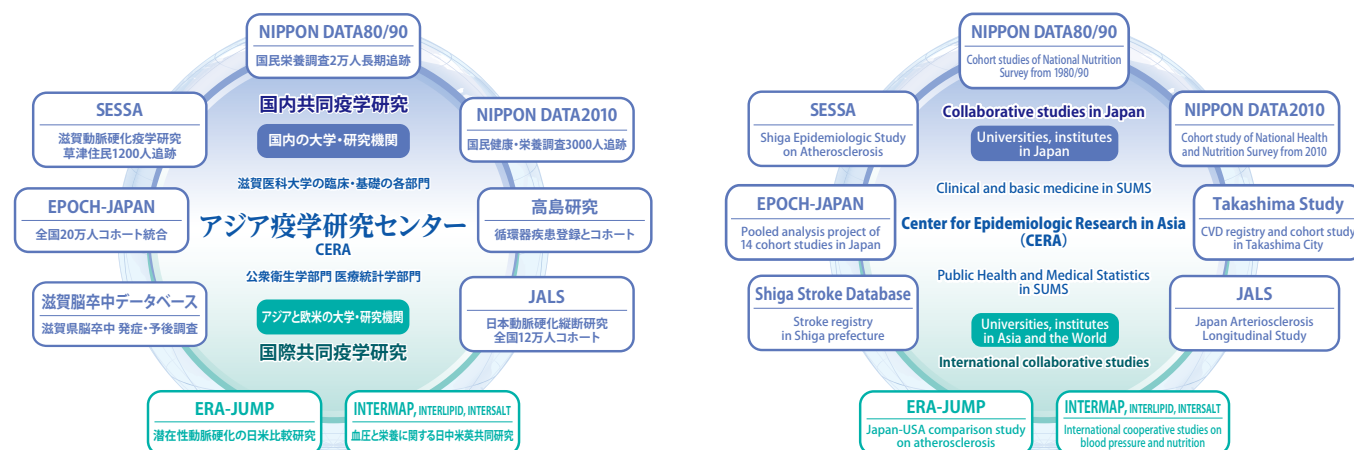 NIPPON DATA80/90
国民栄養調査2万人長期追跡
国内共同疫学研究
国内の大学・研究機関
SESSA
滋賀動脈硬化疫学研究
草津住民1200人追跡
NIPPON DATA2010
国民健康・栄養調査3000人追跡
滋賀医科大学の臨床・基礎の各部門
EPOCH-JAPAN
全国20万人コホート統合
アジア疫学研究センター
CERA
高島研究
循環器疾患登録とコホート
公衆衛生学部門 医療統計学部門
滋賀脳卒中データベース
滋賀県脳卒中 発症・予後調査
アジアと欧米の大学・研究機関
国際共同疫学研究
JALS
日本動脈硬化縦断研究
全国12万人コホート
ERA-JUMP
潜在性動脈硬化の日米比較研究
INTERMAP, INTERLIPID, INTERSALT
血圧と栄養に関する日中米英共同研究
NIPPON DATA80/90
Cohort studies of National Nutrition
Survey from 1980/90
Collaborative studies in Japan
Universities, institutes
in Japan
SESSA
Shiga Epidemiologic Study
on Atherosclerosis
NIPPON DATA2010
Cohort study of National Health
and Nutrition Survey from 2010
Clinical and basic medicine in SUMS
EPOCH-JAPAN
Pooled analysis project of
14 cohort studies in Japan
Center for Epidemiologic Research in Asia
(CERA)
Takashima Study
CVD registry and cohort study
in Takashima City
Public Health and Medical Statistics
in SUMS
Shiga Stroke Database
Stroke registry
in Shiga prefecture
Universities, institutes
in Asia and the World
International collaborative studies
JALS
Japan Arteriosclerosis
Longitudinal Study
ERA-JUMP
Japan-USA comparison study
on atherosclerosis
INTERMAP, INTERLIPID, INTERSALT
International cooperative studies on
blood pressure and nutrition